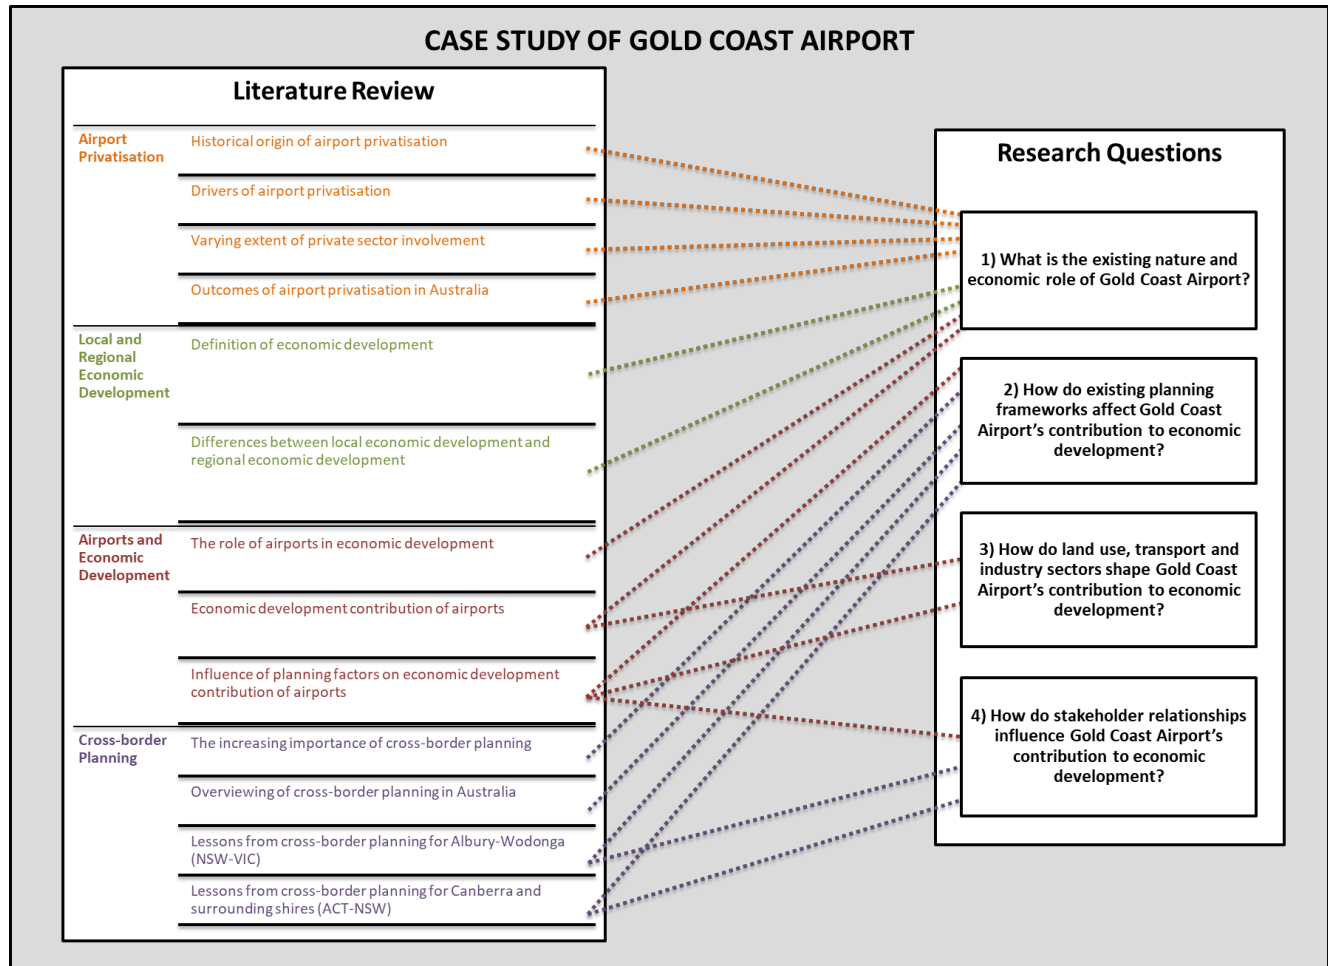 CASE STUDY OF GOLD COAST AIRPORT
Literature Review
Airport
Privatisation
Historical origin of airport privatisation
Drivers of airport privatisation
Varying extent of private sector involvement
Outcomes of airport privatisation in Australia
Local and
Regional
Economic
Development
Definition of economic development
Differences between local economic development and
regional economic development
Airports and
Economic
Development
The role of airports in economic development
Economic development contribution of airports
Influence of planning factors on economic development
contribution of airports
Cross-border
Planning
The increasing importance of cross-border planning
Overviewing of cross-border planning in Australia
Lessons from cross-border planning for Albury-Wodonga
(NSW-VIC)
Lessons from cross-border planning for Canberra and
surrounding shires (ACT-NSW)
Research Questions
1) What is the existing nature and
economic role of Gold Coast Airport?
2) How do existing planning
frameworks affect Gold Coast
Airport’s contribution to economic
development?
3) How do land use, transport and
industry sectors shape Gold Coast
Airport’s contribution to economic
development?
4) How do stakeholder relationships
influence Gold Coast Airport’s
contribution to economic
development?